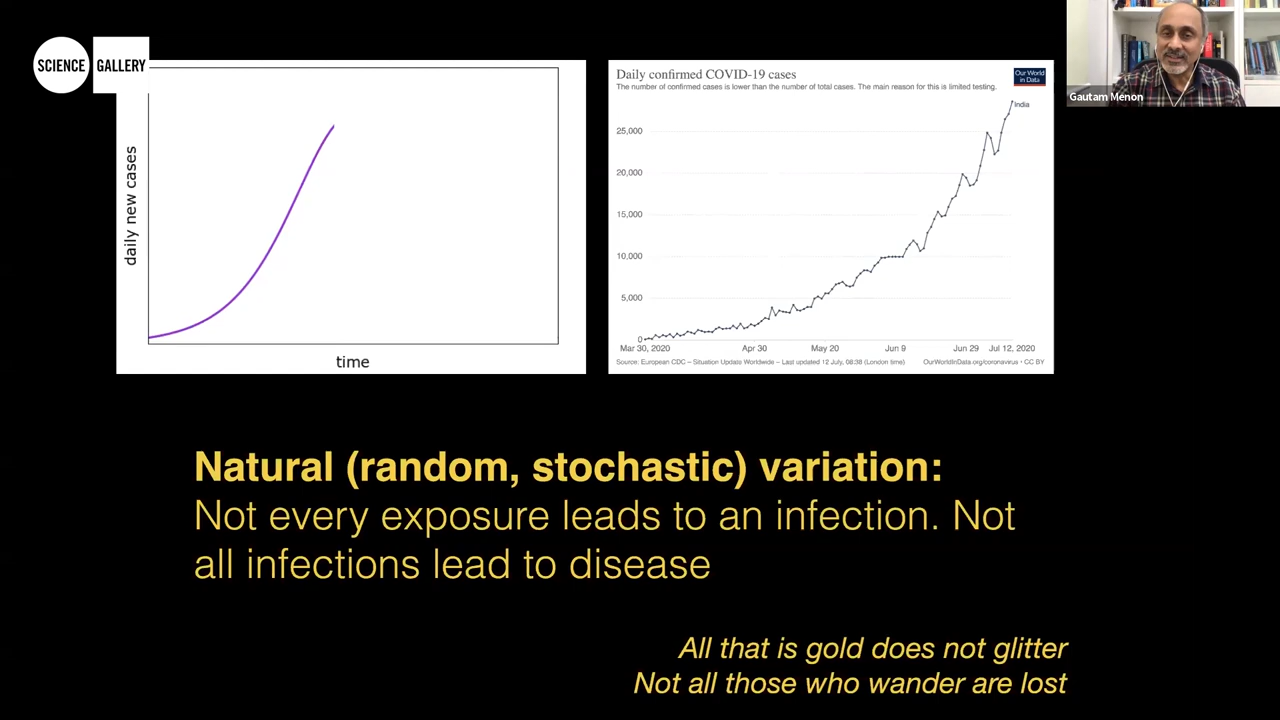 SCIENCE GALLERY
daily new cases
time
Daily confirmed COVID-19 cases
The number of confirmed cases is lower than the number of total cases. The main reason for this is limited testing.
Our World
in Data
India
25,000
20,000
15,000
10,000
5,000
0
Mar 30, 2020 Apr 30 May 20 Jun 9 Jun 29 Jul 12, 2020
Source: European CDC – Situation Update Worldwide – Last updated 12 July, 08:38 (London time) OurWorldInData.org/coronavirus • CC BY
Gautam Menon
Natural (random, stochastic) variation:
Not every exposure leads to an infection. Not
all infections lead to disease
All that is gold does not glitter
Not all those who wander are lost